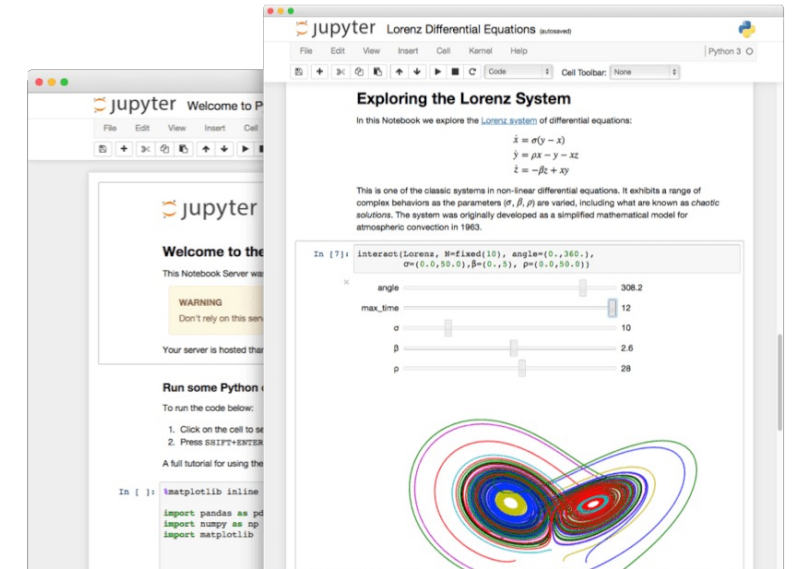 jupyter Lorenz Differential Equations (autosaved)
File Edit View Insert Cell Kernel Help
Python 3
Code
Cell Toolbar: None
Exploring the Lorenz System
In this Notebook we explore the Lorenz system of differential equations:
ẋ = σ(y − x)
ẏ = ρx − y − xz
ż = −βz + xy
This is one of the classic systems in non-linear differential equations. It exhibits a range of
complex behaviors as the parameters (σ, β, ρ) are varied, including what are known as chaotic
solutions. The system was originally developed as a simplified mathematical model for
atmospheric convection in 1963.
In [7]: interact(Lorenz, N=fixed(10), angle=(0.,360.),
σ=(0.0,50.0),β=(0.,5), ρ=(0.0,50.0))
angle 308.2
max_time 12
σ 10
β 2.6
ρ 28
jupyter Welcome to P
File Edit View Insert Cell
jupyter
Welcome to the
This Notebook Server was
WARNING
Don't rely on this serv
Your server is hosted than
Run some Python c
To run the code below:
1. Click on the cell to se
2. Press SHIFT+ENTER
A full tutorial for using the
In [ ]: %matplotlib inline
import pandas as pd
import numpy as np
import matplotlib